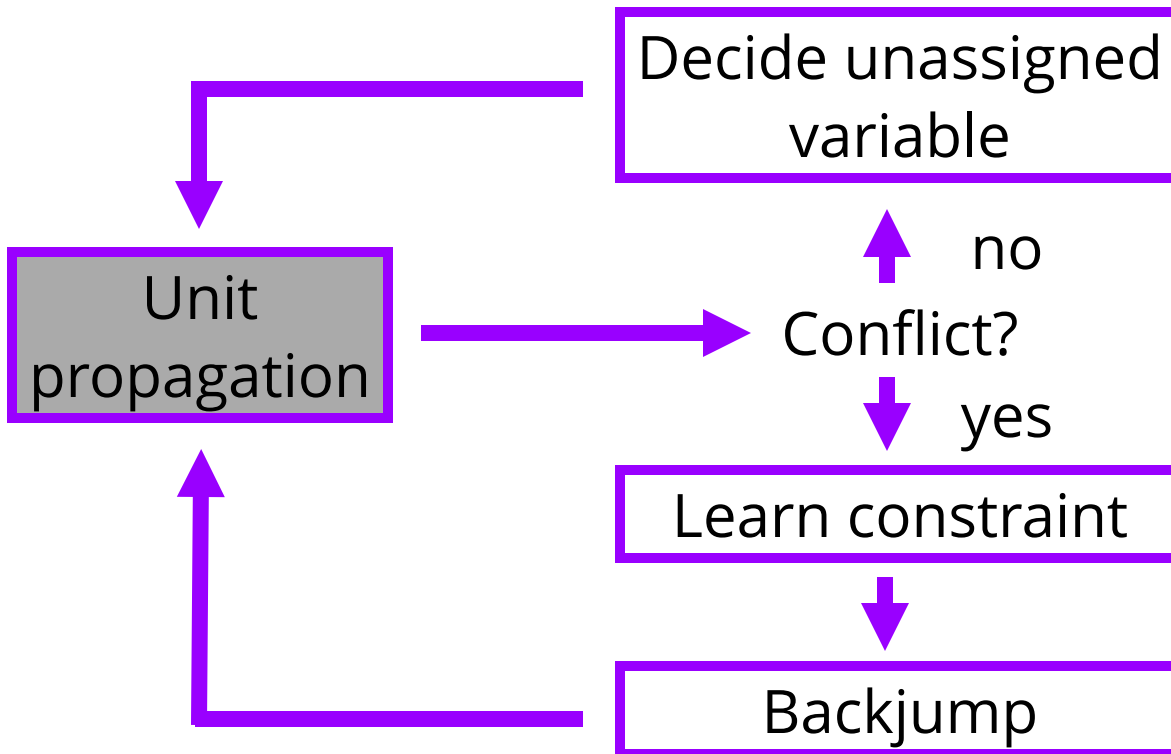 Decide unassigned
variable
no
Unit
propagation
Conflict?
yes
Learn constraint
Backjump